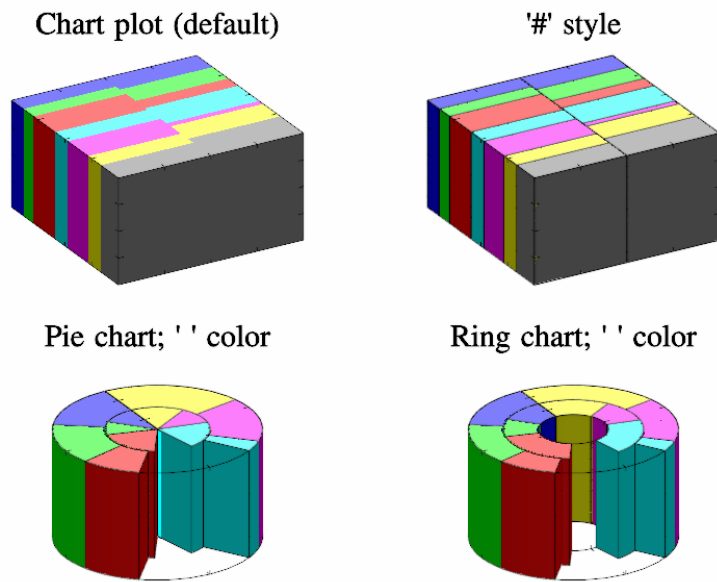 Chart plot (default)
'#' style
Pie chart; ' ' color
Ring chart; ' ' color